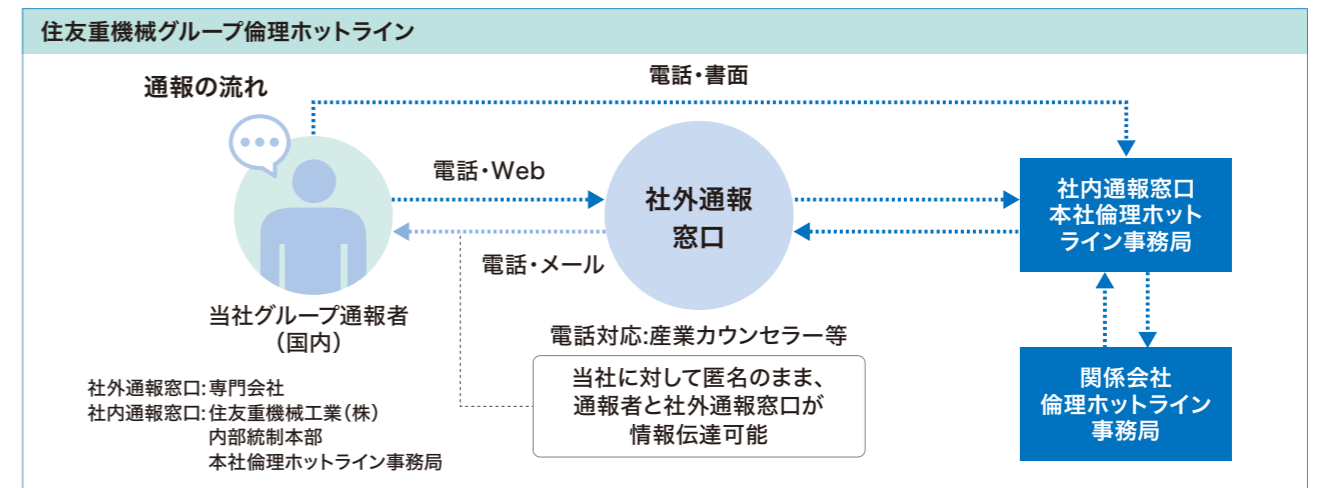 住友重機械グループ倫理ホットライン
通報の流れ
電話・書面
電話・Web
社外通報
窓口
電話・メール
社内通報窓口
本社倫理ホット
ライン事務局
当社グループ通報者
（国内）
電話対応:産業カウンセラー等
当社に対して匿名のまま、
通報者と社外通報窓口が
情報伝達可能
関係会社
倫理ホットライン
事務局
社外通報窓口:専門会社
社内通報窓口:住友重機械工業（株）
内部統制本部
本社倫理ホットライン事務局